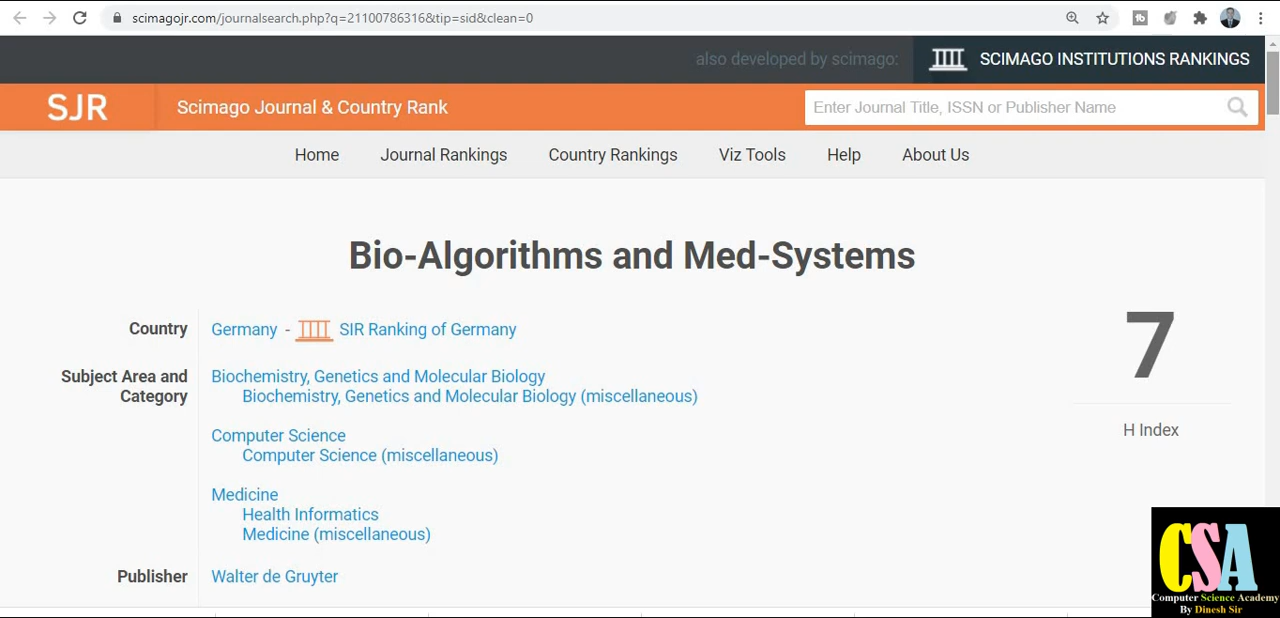 scimagojr.com/journalsearch.php?q=21100786316&tip=sid&clean=0
also developed by scimago:
SCIMAGO INSTITUTIONS RANKINGS
SJR
Scimago Journal & Country Rank
Enter Journal Title, ISSN or Publisher Name
Home
Journal Rankings
Country Rankings
Viz Tools
Help
About Us
Bio-Algorithms and Med-Systems
Country
Germany - SIR Ranking of Germany
Subject Area and
Category
Biochemistry, Genetics and Molecular Biology
Biochemistry, Genetics and Molecular Biology (miscellaneous)
Computer Science
Computer Science (miscellaneous)
Medicine
Health Informatics
Medicine (miscellaneous)
Publisher
Walter de Gruyter
7
H Index
CSA
Computer Science Academy
By Dinesh Sir